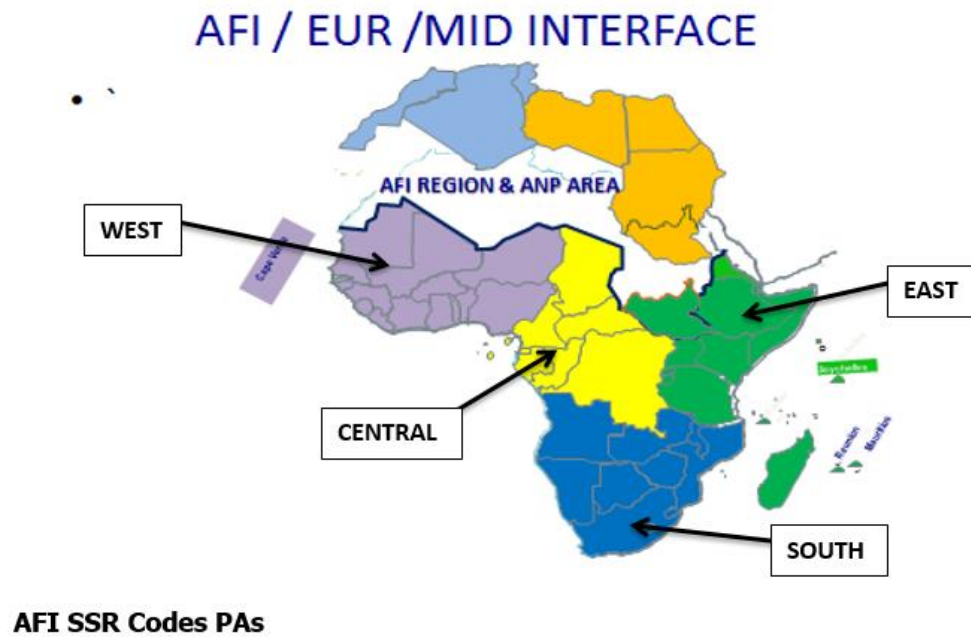 AFI / EUR /MID INTERFACE
• `
AFI REGION & ANP AREA
WEST
Cape Verde
EAST
Seychelles
CENTRAL
Reunion
Mauritius
SOUTH
AFI SSR Codes PAs